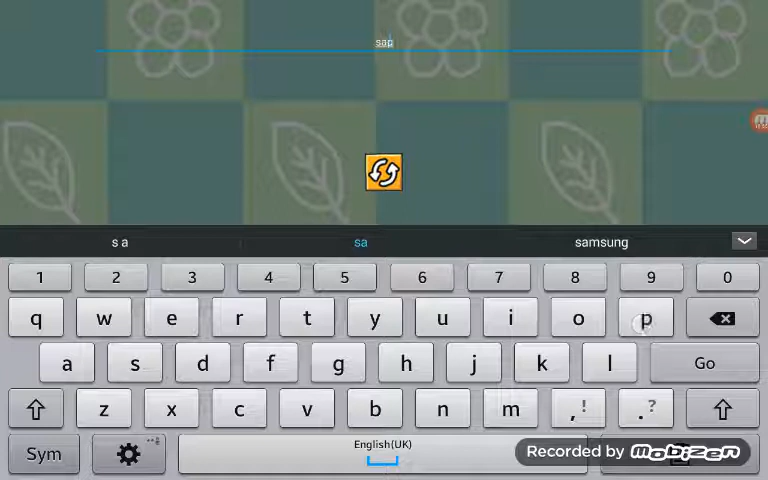 sap
s a sa samsung
1 2 3 4 5 6 7 8 9 0
q w e r t y u i o p
a s d f g h j k l Go
z x c v b n m ,! .?
Sym English(UK) Recorded by mobizen